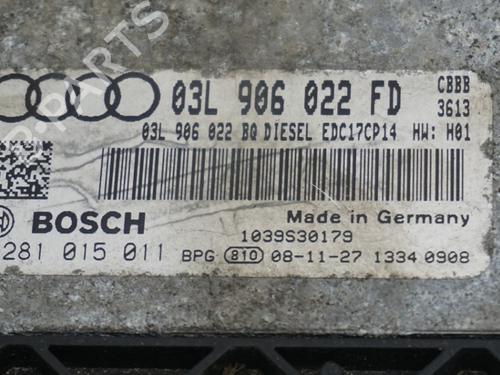 03L 906 022 FD
CBBB
3613
03L 906 022 BQ DIESEL EDC17CP14 HW: H01
BOSCH
Made in Germany
281 015 011
1039S30179
BPG 810 08-11-27 1334 0908